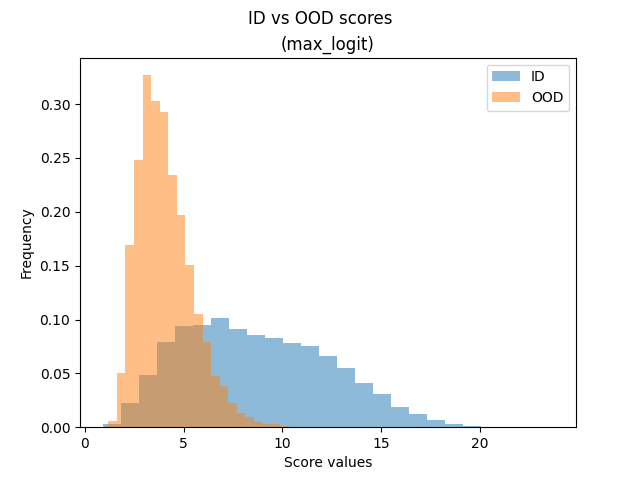 ID vs OOD scores
(max_logit)
ID
OOD
Frequency
0.30
0.25
0.20
0.15
0.10
0.05
0.00
0
5
10
15
20
Score values